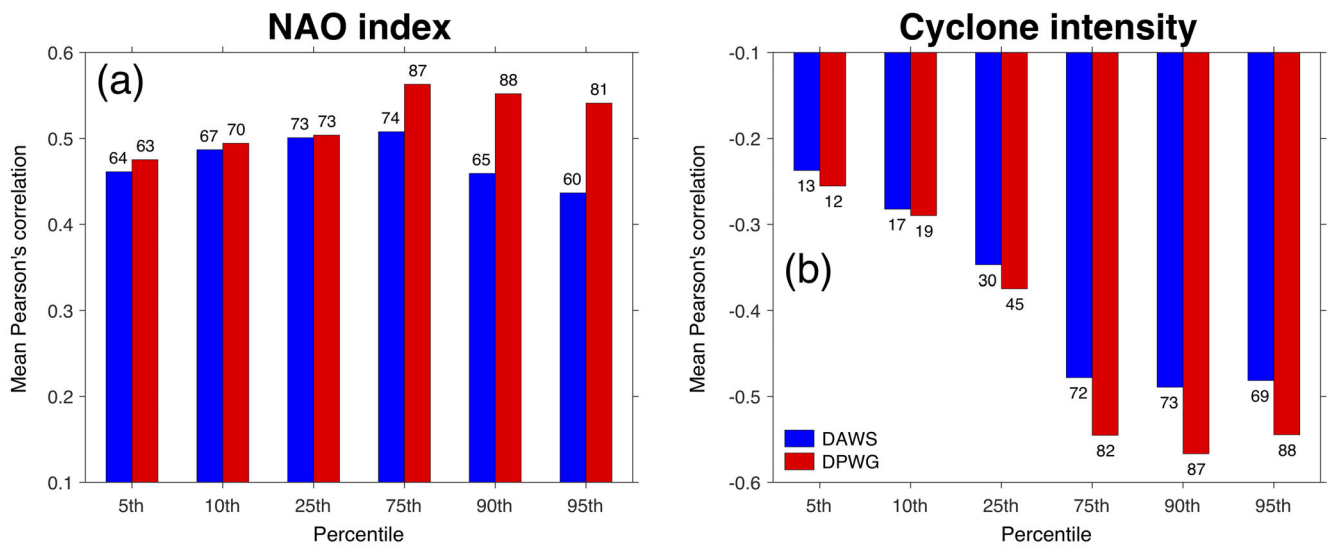 NAO index
(a)
Mean Pearson's correlation
0.6
0.5
0.4
0.3
0.2
0.1
64 63 67 70 73 73 74 87 65 88 60 81
5th 10th 25th 75th 90th 95th
Percentile
Cyclone intensity
(b)
Mean Pearson's correlation
-0.1
-0.2
-0.3
-0.4
-0.5
-0.6
13 12 17 19 30 45 72 82 73 87 69 88
DAWS
DPWG
5th 10th 25th 75th 90th 95th
Percentile